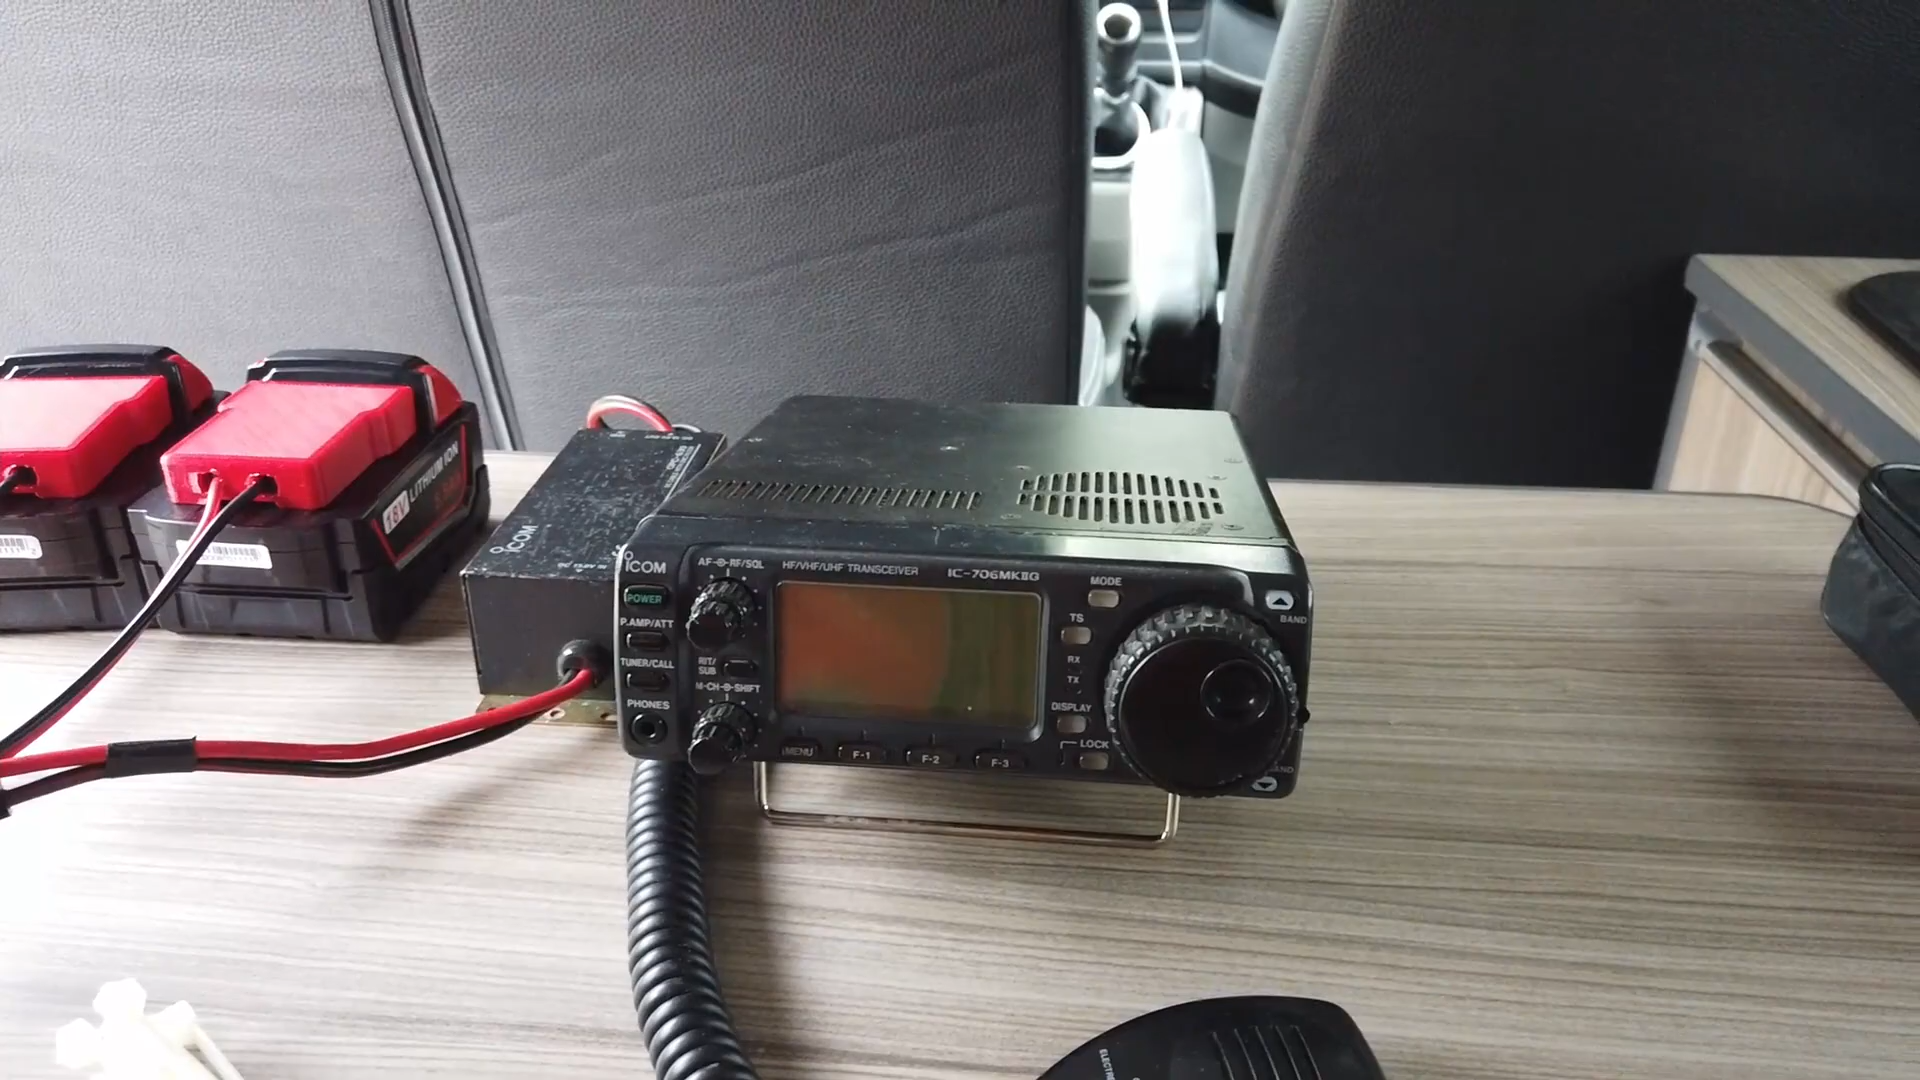 18V LITHIUM ION
ICOM
ICOM
POWER
P.AMP/ATT
TUNER/CALL
PHONES
AF RF/SQL
RIT/
SUB
M-CH SHIFT
HF/VHF/UHF TRANSCEIVER
IC-706MKIIG
MENU
F-1
F-2
F-3
MODE
TS
RX
TX
DISPLAY
LOCK
BAND
BAND